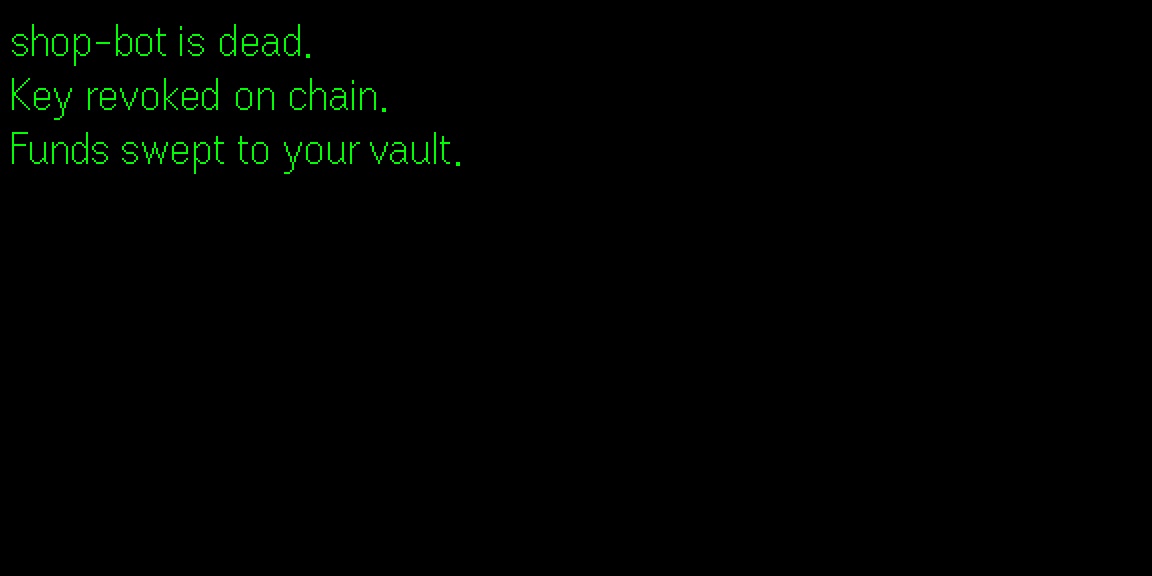 shop-bot is dead.
Key revoked on chain.
Funds swept to your vault.